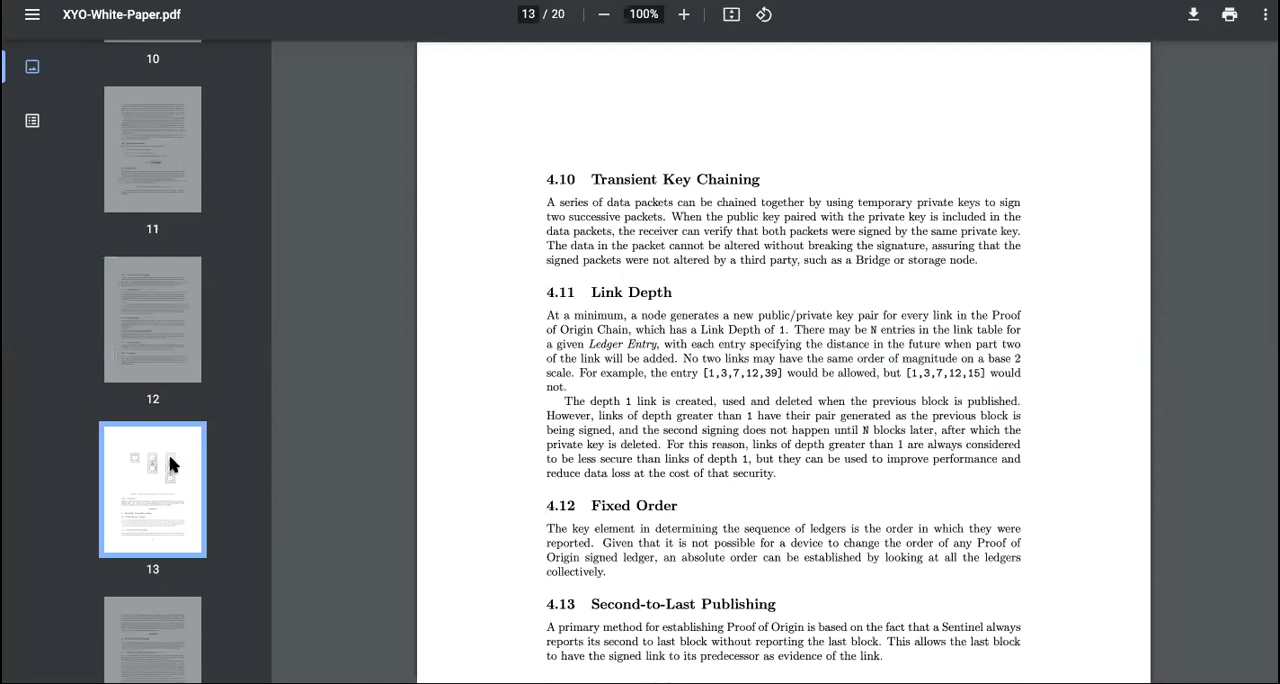 XYO-White-Paper.pdf
13 / 20
100%
10
11
12
13
4.10 Transient Key Chaining
A series of data packets can be chained together by using temporary private keys to sign
two successive packets. When the public key paired with the private key is included in the
data packets, the receiver can verify that both packets were signed by the same private key.
The data in the packet cannot be altered without breaking the signature, assuring that the
signed packets were not altered by a third party, such as a Bridge or storage node.
4.11 Link Depth
At a minimum, a node generates a new public/private key pair for every link in the Proof
of Origin Chain, which has a Link Depth of 1. There may be N entries in the link table for
a given Ledger Entry, with each entry specifying the distance in the future when part two
of the link will be added. No two links may have the same order of magnitude on a base 2
scale. For example, the entry [1,3,7,12,39] would be allowed, but [1,3,7,12,15] would
not.
The depth 1 link is created, used and deleted when the previous block is published.
However, links of depth greater than 1 have their pair generated as the previous block is
being signed, and the second signing does not happen until N blocks later, after which the
private key is deleted. For this reason, links of depth greater than 1 are always considered
to be less secure than links of depth 1, but they can be used to improve performance and
reduce data loss at the cost of that security.
4.12 Fixed Order
The key element in determining the sequence of ledgers is the order in which they were
reported. Given that it is not possible for a device to change the order of any Proof of
Origin signed ledger, an absolute order can be established by looking at all the ledgers
collectively.
4.13 Second-to-Last Publishing
A primary method for establishing Proof of Origin is based on the fact that a Sentinel always
reports its second to last block without reporting the last block. This allows the last block
to have the signed link to its predecessor as evidence of the link.